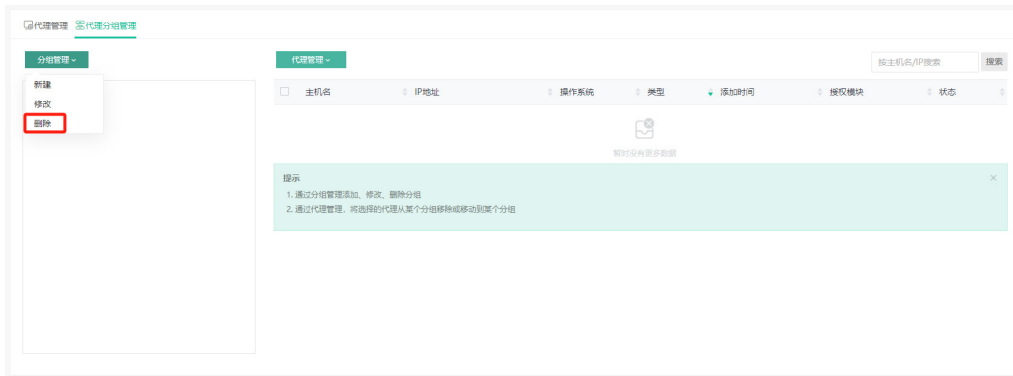 代理管理 代理分组管理
分组管理
新建
修改
删除
代理管理
按主机名/IP搜索 搜索
主机名 IP地址 操作系统 类型 添加时间 授权模块 状态
暂时没有更多数据
提示
1. 通过分组管理添加、修改、删除分组
2. 通过代理管理，将选择的代理从某个分组移除或移动到某个分组